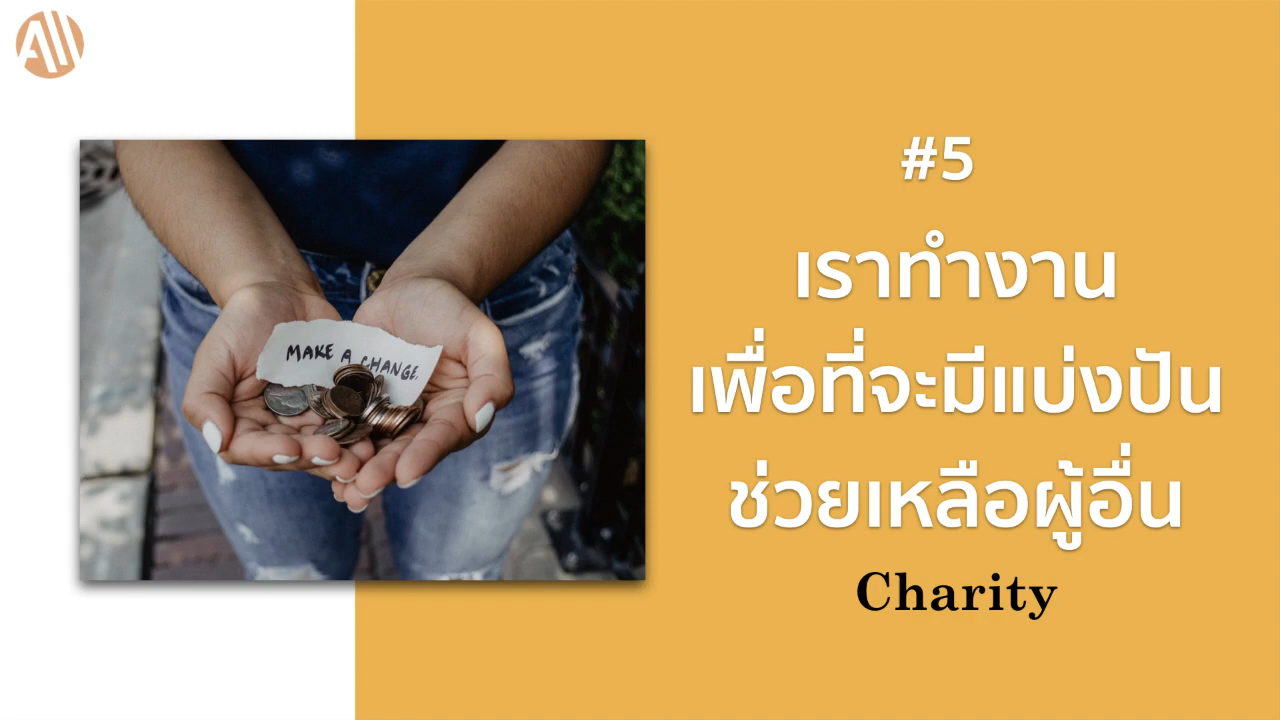 AW
MAKE A CHANGE.
#5
เราทำงาน
เพื่อที่จะมีแบ่งปัน
ช่วยเหลือผู้อื่น
Charity